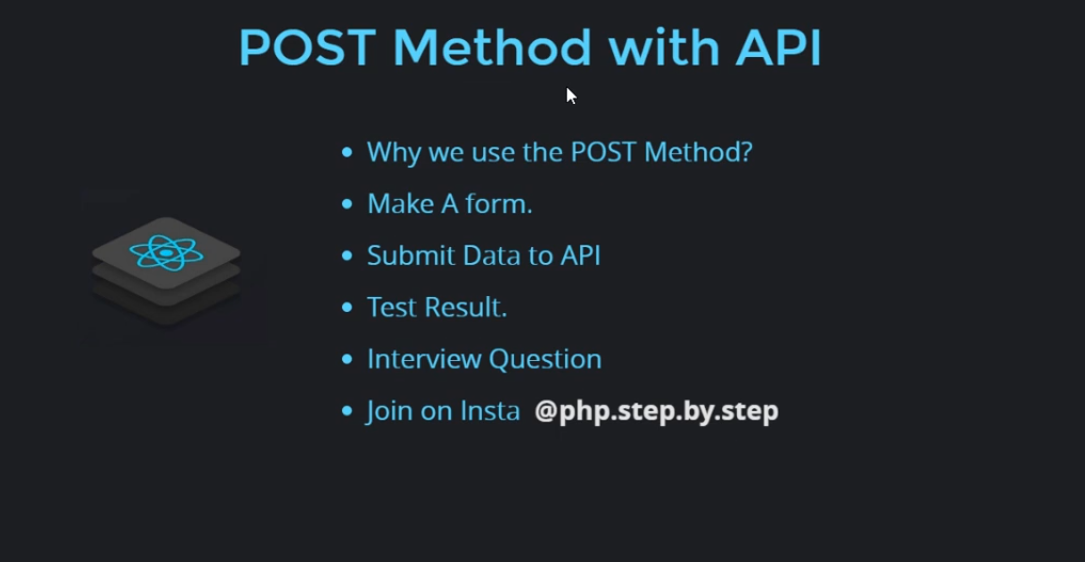 POST Method with API
Why we use the POST Method?
Make A form.
Submit Data to API
Test Result.
Interview Question
Join on Insta @php.step.by.step